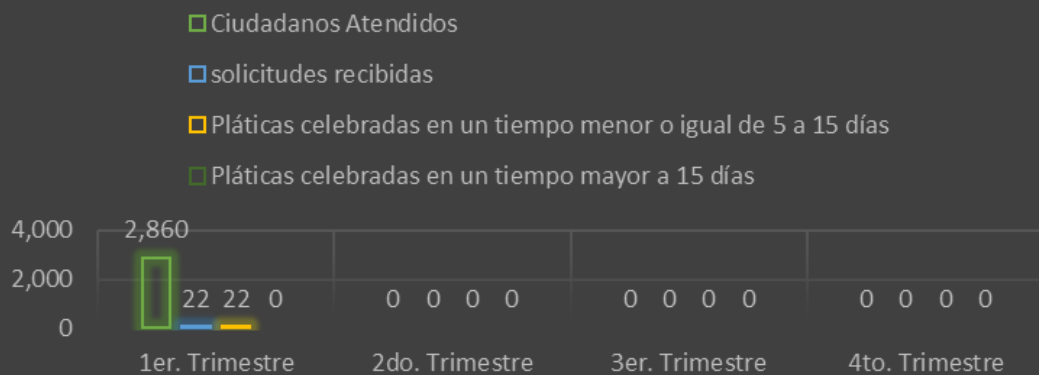 Ciudadanos Atendidos
solicitudes recibidas
Pláticas celebradas en un tiempo menor o igual de 5 a 15 días
Pláticas celebradas en un tiempo mayor a 15 días
4,000
2,860
2,000
22 22 0 0 0 0 0 0 0 0 0 0 0 0 0
0
1er. Trimestre 2do. Trimestre 3er. Trimestre 4to. Trimestre